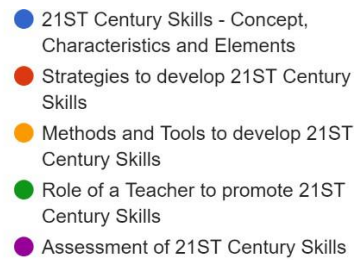 21ST Century Skills - Concept,
Characteristics and Elements
Strategies to develop 21ST Century
Skills
Methods and Tools to develop 21ST
Century Skills
Role of a Teacher to promote 21ST
Century Skills
Assessment of 21ST Century Skills